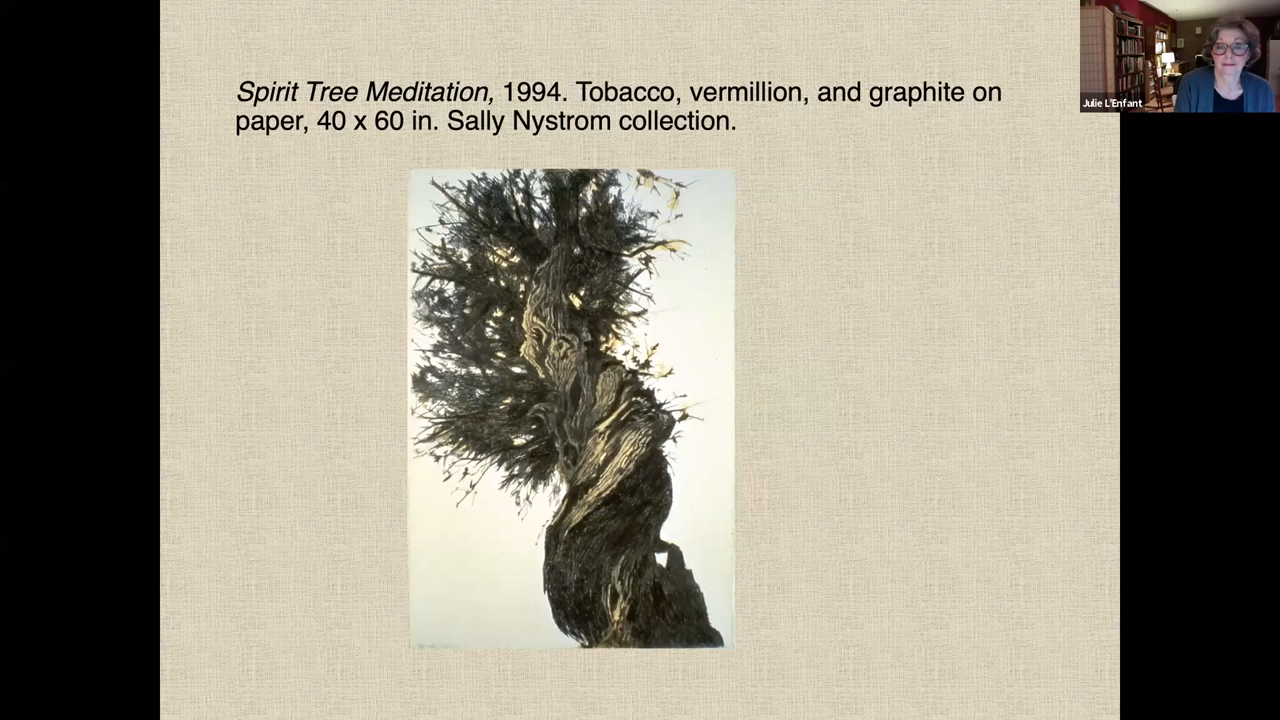 Spirit Tree Meditation, 1994. Tobacco, vermillion, and graphite on
paper, 40 x 60 in. Sally Nystrom collection.
Julie L'Enfant